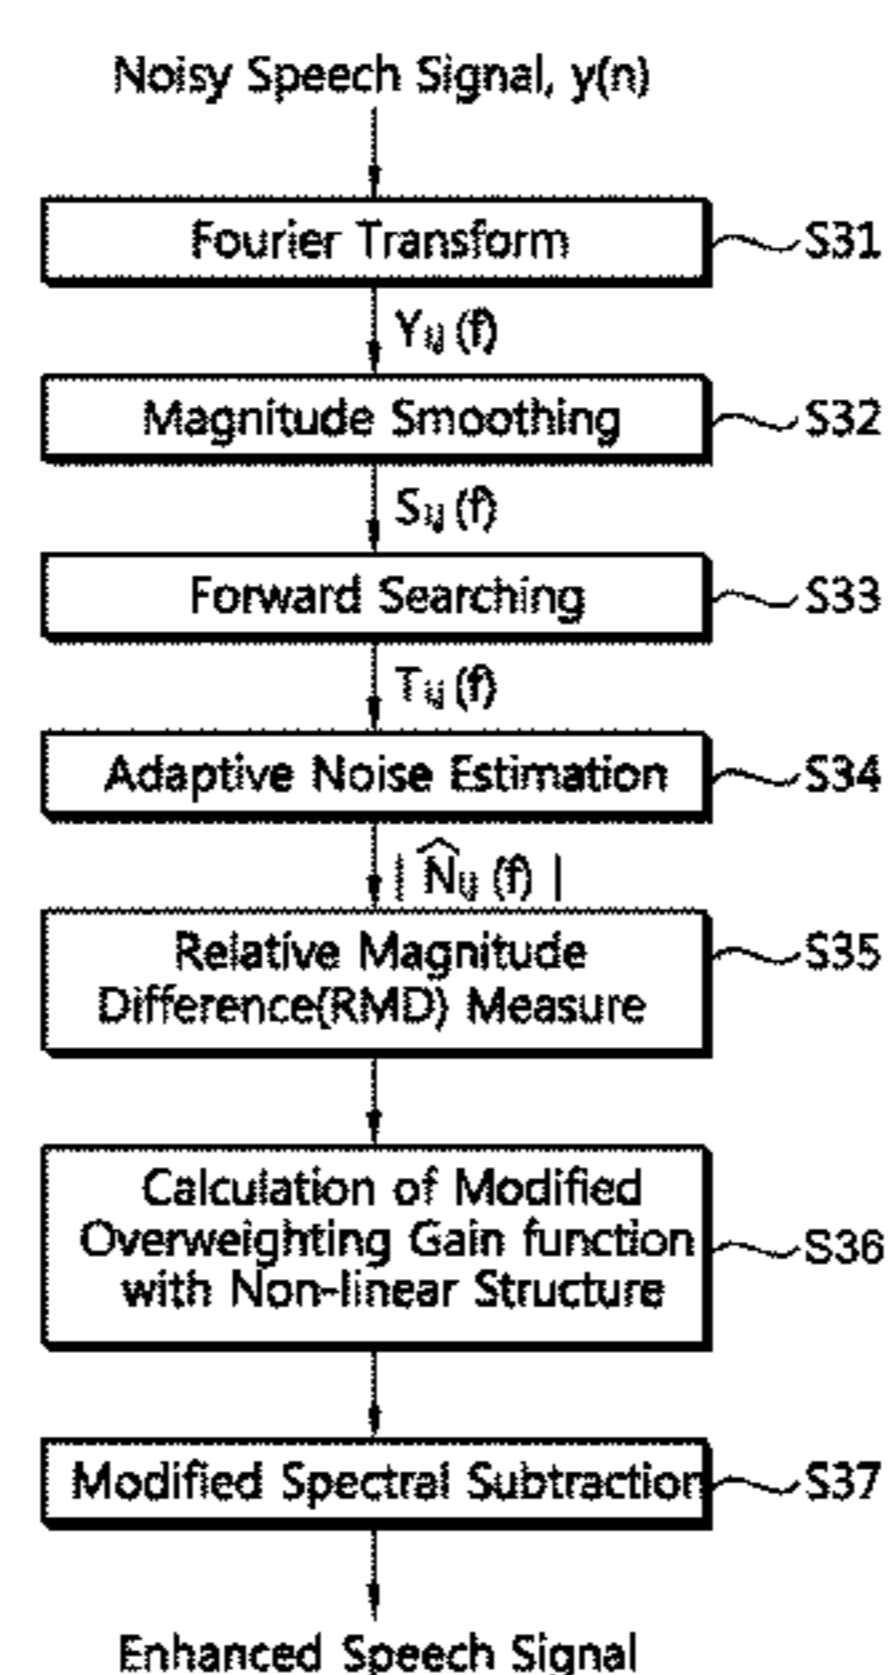 Noisy Speech Signal, y(n)
Fourier Transform
S31
Yij (f)
Magnitude Smoothing
S32
Sij (f)
Forward Searching
S33
Tij (f)
Adaptive Noise Estimation
S34
| N̂ij (f) |
Relative Magnitude
Difference(RMD) Measure
S35
Calculation of Modified
Overweighting Gain function
with Non-linear Structure
S36
Modified Spectral Subtraction
S37
Enhanced Speech Signal